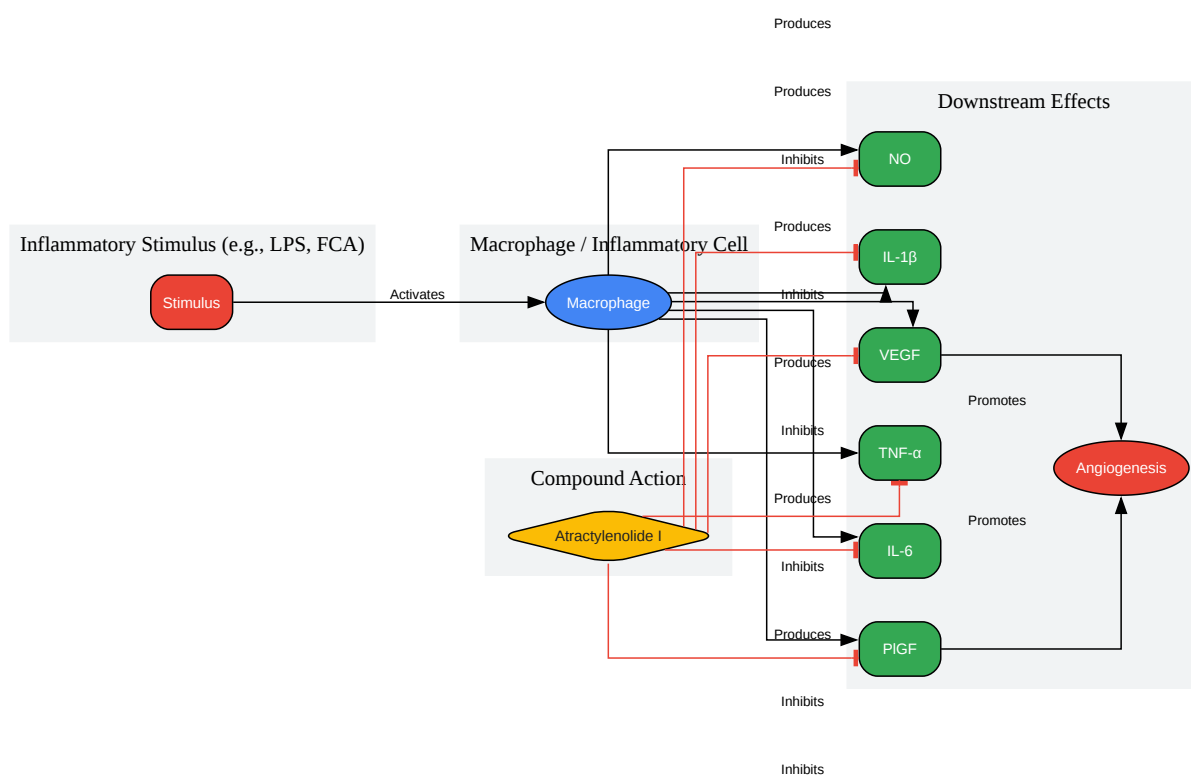 Produces
Produces
Downstream Effects
NO
Inhibits
Produces
Inflammatory Stimulus (e.g., LPS, FCA)
Macrophage / Inflammatory Cell
IL-1β
Stimulus
Activates
Macrophage
Inhibits
VEGF
Produces
Promotes
Inhibits
TNF-α
Angiogenesis
Compound Action
Produces
Promotes
Atractylenolide I
IL-6
Inhibits
Produces
PlGF
Inhibits
Inhibits